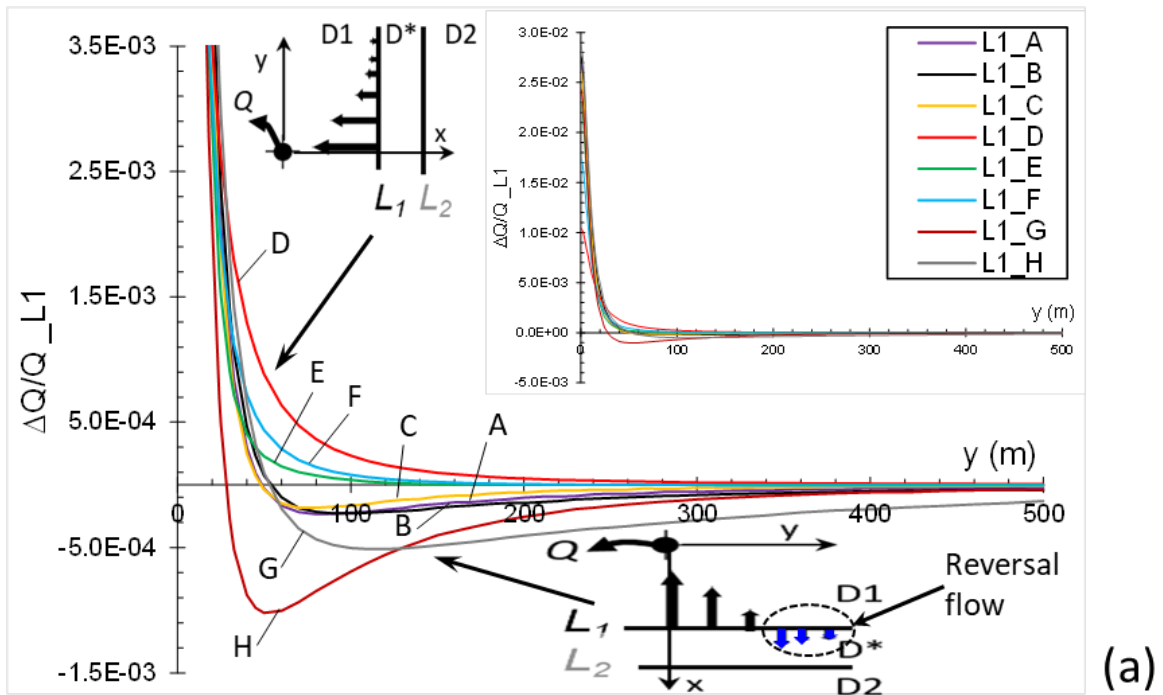 3.5E-03
2.5E-03
1.5E-03
5.0E-04
-5.0E-04
-1.5E-03
ΔQ/Q_L1
0
100
200
300
400
500
y (m)
D1 D* D2
y
Q
x
L1 L2
D
E
F
C
A
B
G
H
3.0E-02
2.5E-02
2.0E-02
1.5E-02
1.0E-02
5.0E-03
0.0E+00
-5.0E-03
ΔQ/Q_L1
0 100 200 300 400 500
y (m)
L1_A
L1_B
L1_C
L1_D
L1_E
L1_F
L1_G
L1_H
Q
y
Reversal
flow
L1
D1
D*
L2
x
D2
(a)